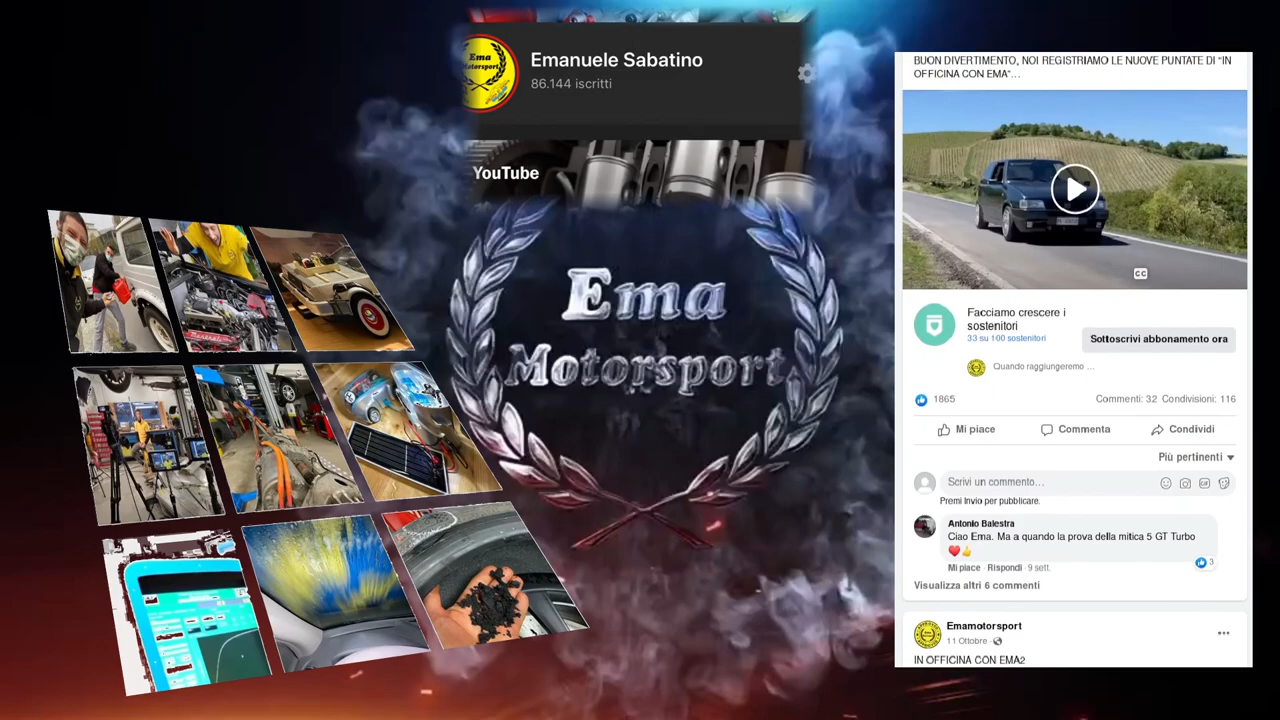 Ema
Motorsport
Emanuele Sabatino
86.144 iscritti
YouTube
Ema
Motorsport
BUON DIVERTIMENTO, NOI REGISTRIAMO LE NUOVE PUNTATE DI “IN
OFFICINA CON EMA”...
CC
Facciamo crescere i
sostenitori
33 su 100 sostenitori
Sottoscrivi abbonamento ora
Quando raggiungeremo ...
1865
Commenti: 32 Condivisioni: 116
Mi piace
Commenta
Condividi
Più pertinenti
Scrivi un commento...
GIF
Premi Invio per pubblicare.
Antonio Balestra
Ciao Ema. Ma a quando la prova della mitica 5 GT Turbo
❤️👍
3
Mi piace · Rispondi · 9 sett.
Visualizza altri 6 commenti
Emamotorsport
11 Ottobre ·
IN OFFICINA CON EMA2